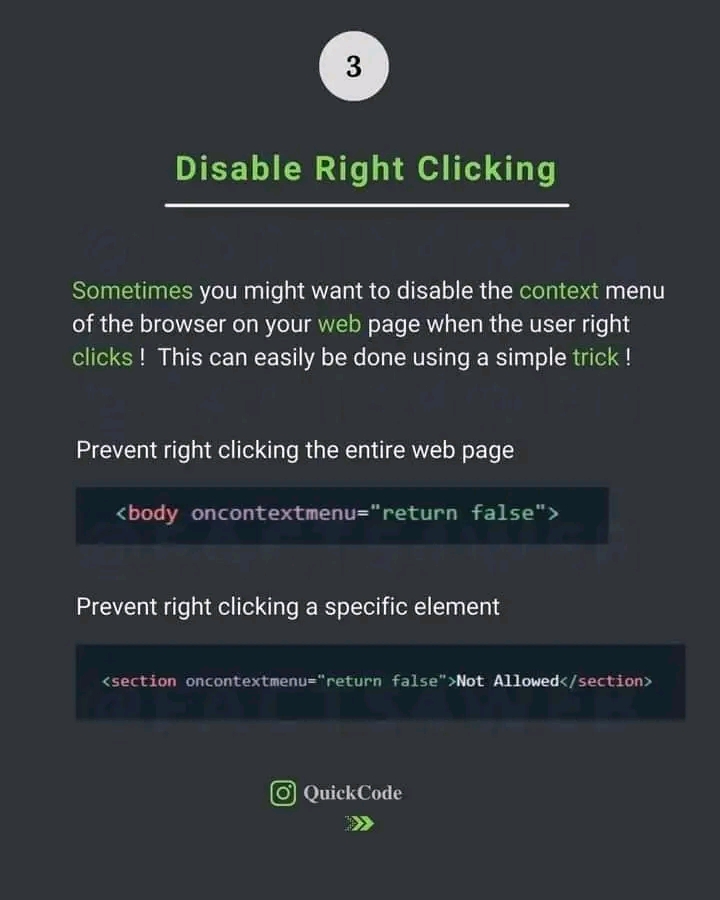 3
Disable Right Clicking
Sometimes you might want to disable the context menu
of the browser on your web page when the user right
clicks ! This can easily be done using a simple trick !
Prevent right clicking the entire web page
<body oncontextmenu="return false">
Prevent right clicking a specific element
<section oncontextmenu="return false">Not Allowed</section>
QuickCode